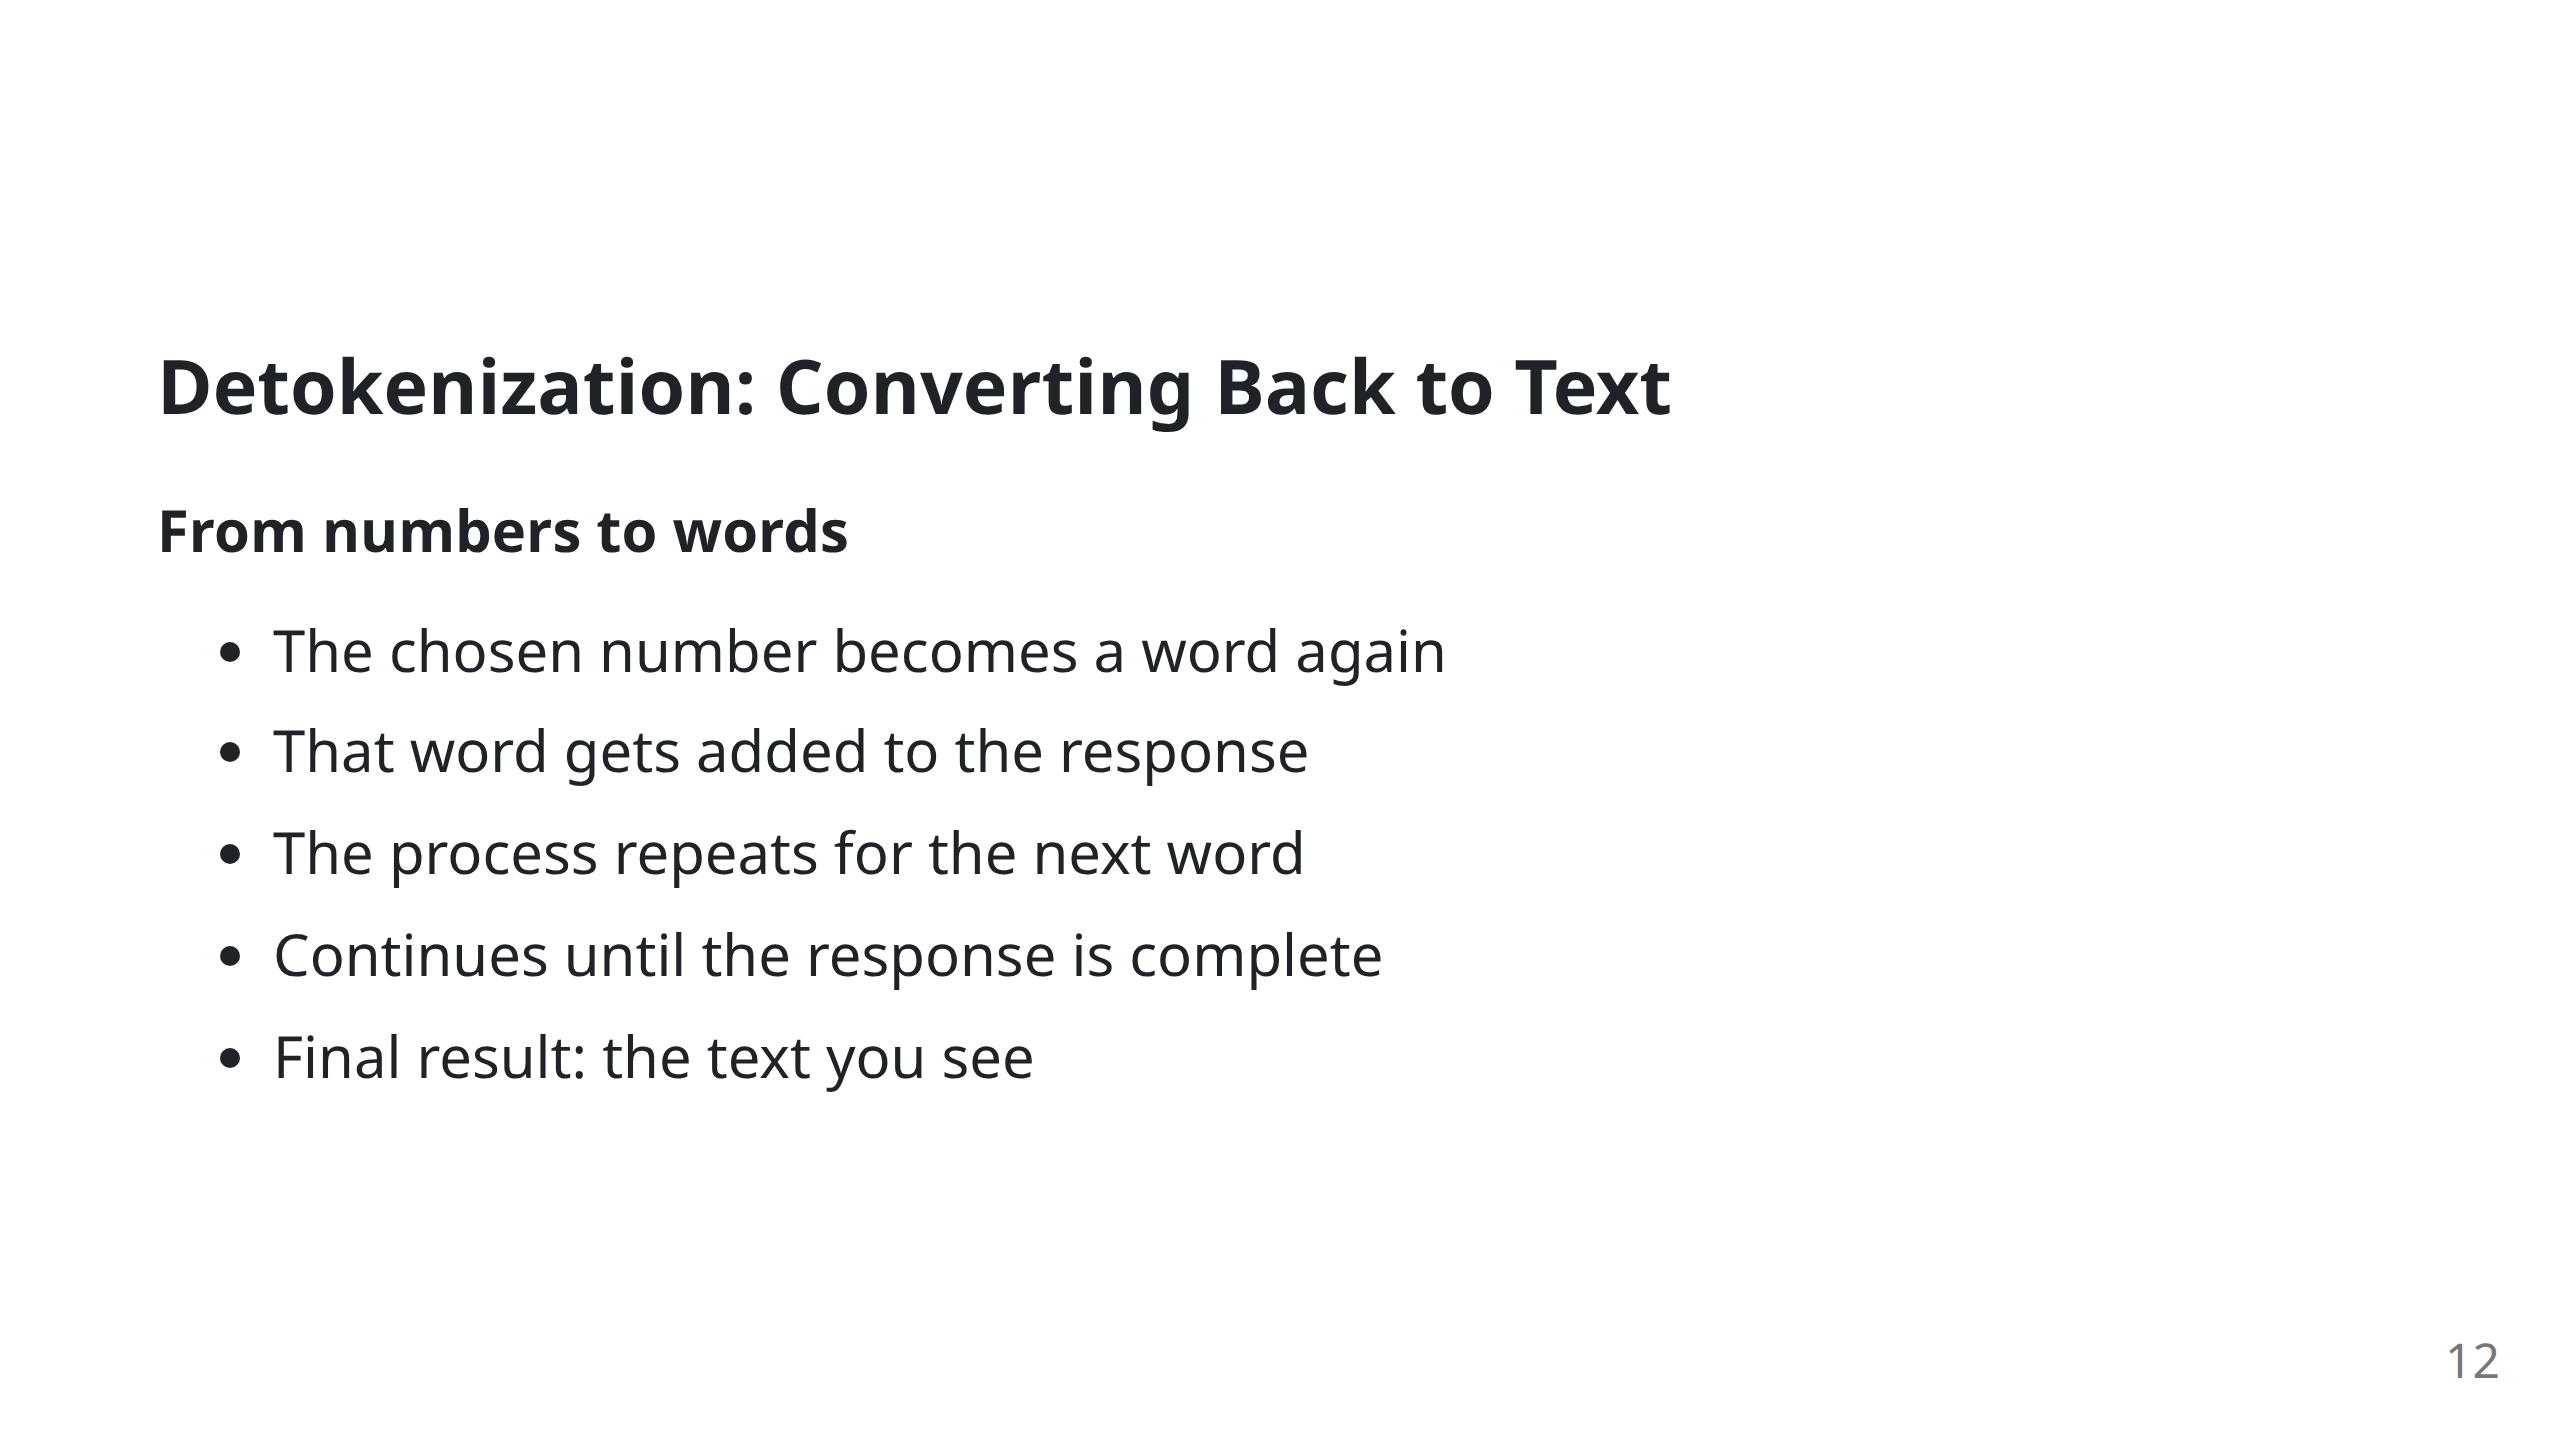 Detokenization: Converting Back to Text
From numbers to words
• The chosen number becomes a word again
• That word gets added to the response
• The process repeats for the next word
• Continues until the response is complete
• Final result: the text you see
12